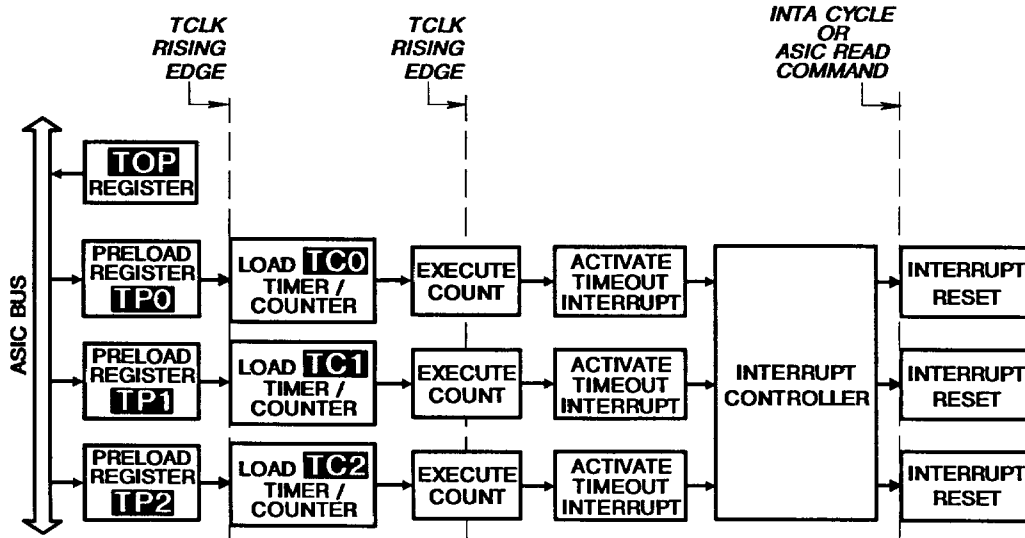 TCLK
RISING
EDGE
TCLK
RISING
EDGE
INTA CYCLE
OR
ASIC READ
COMMAND
ASIC BUS
TOP
REGISTER
PRELOAD
REGISTER
TP0
LOAD TC0
TIMER /
COUNTER
EXECUTE
COUNT
ACTIVATE
TIMEOUT
INTERRUPT
INTERRUPT
RESET
PRELOAD
REGISTER
TP1
LOAD TC1
TIMER /
COUNTER
EXECUTE
COUNT
ACTIVATE
TIMEOUT
INTERRUPT
INTERRUPT
CONTROLLER
INTERRUPT
RESET
PRELOAD
REGISTER
TP2
LOAD TC2
TIMER /
COUNTER
EXECUTE
COUNT
ACTIVATE
TIMEOUT
INTERRUPT
INTERRUPT
RESET